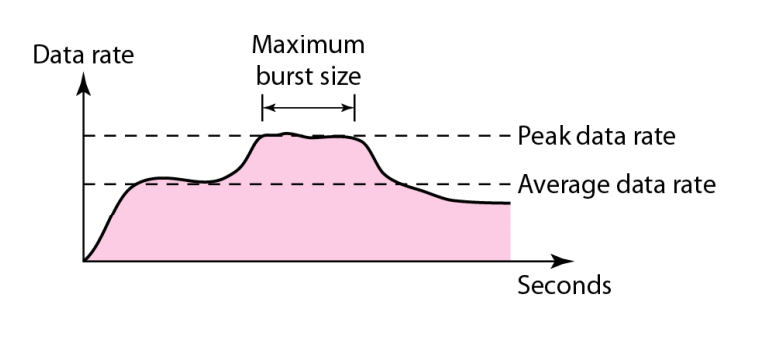 Maximum
burst size
Data rate
Peak data rate
Average data rate
Seconds